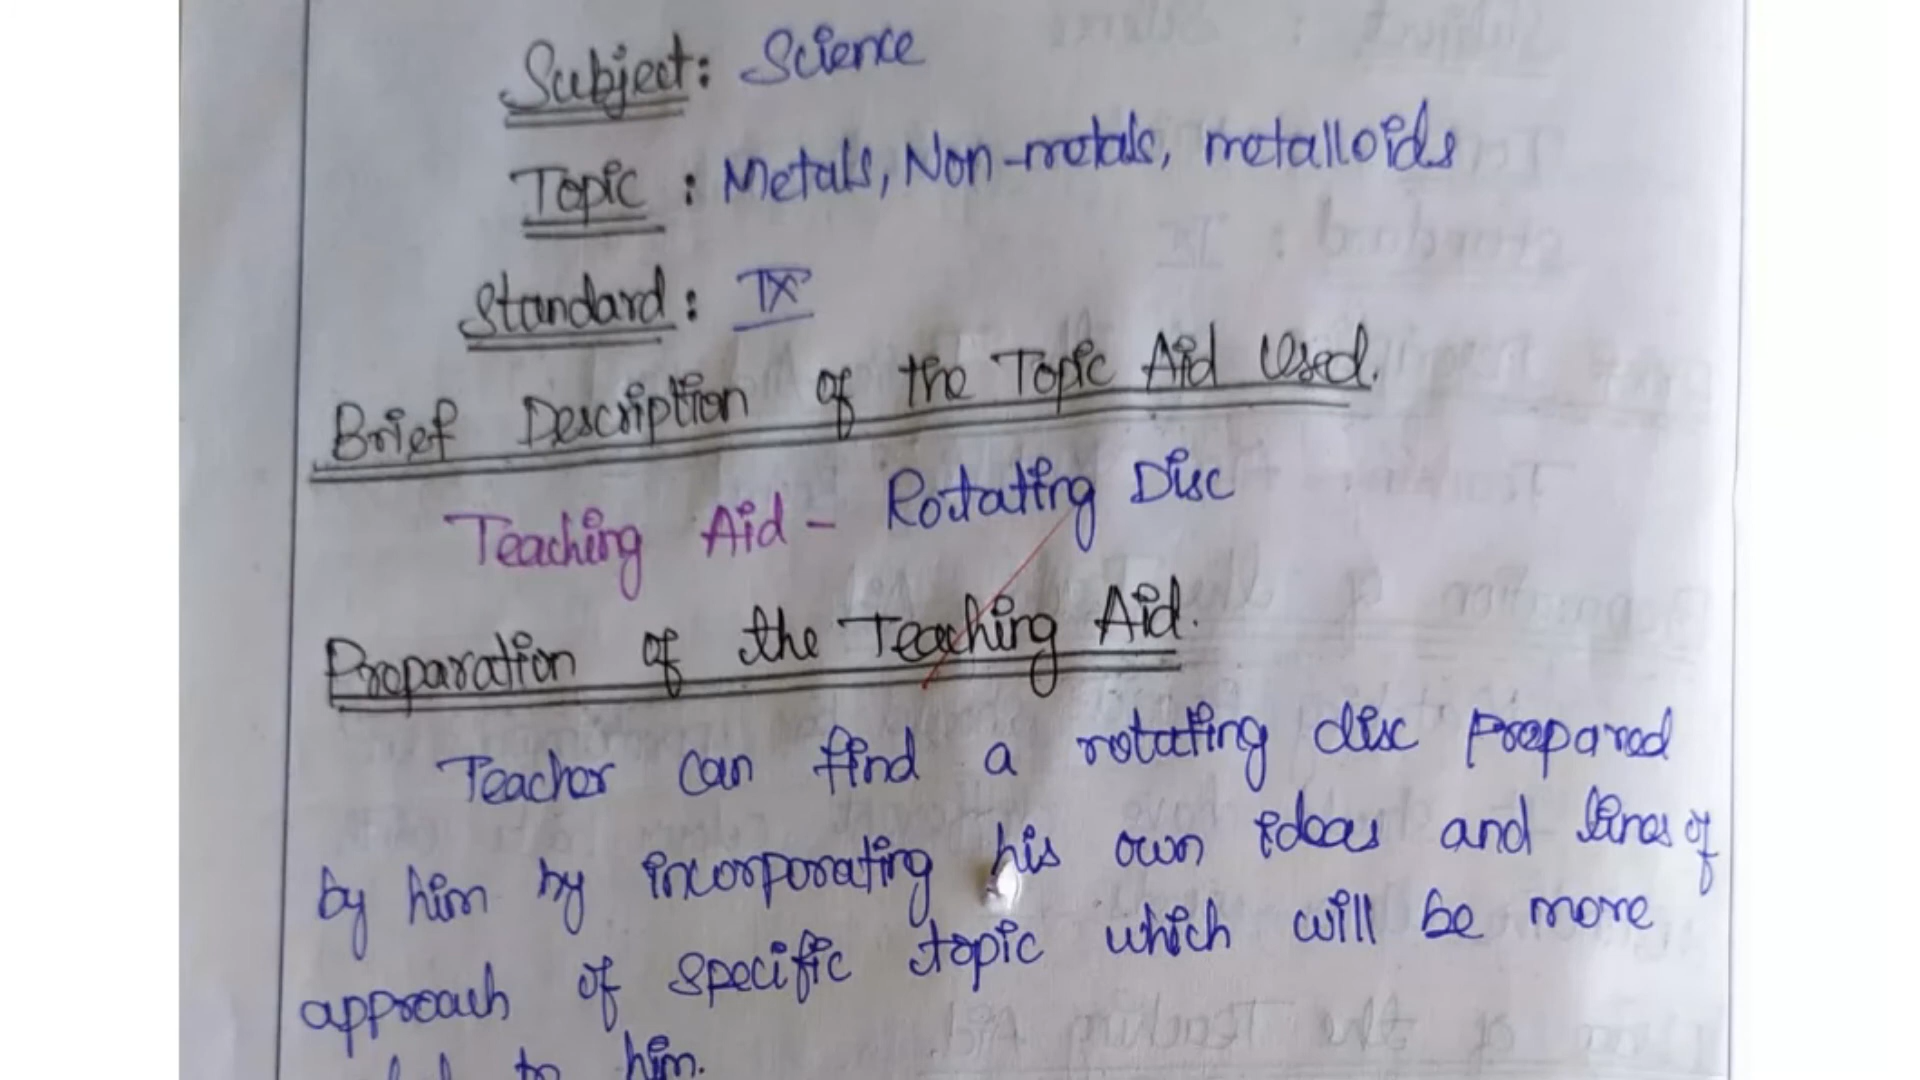 Subject: Science
Topic : Metals, Non-metals, metalloids
Standard: IX
Brief Description of the Topic Aid Used.
Teaching Aid - Rotating Disc
Preparation of the Teaching Aid.
Teacher can find a rotating disc prepared
by him by incorporating his own ideas and lines of
approach of specific topic which will be more
to him.